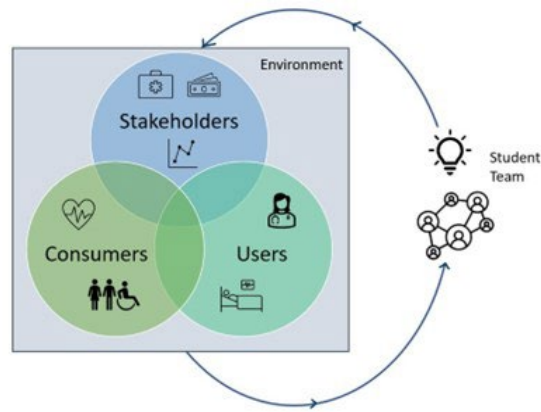 Environment
Stakeholders
Student
Team
Consumers
Users